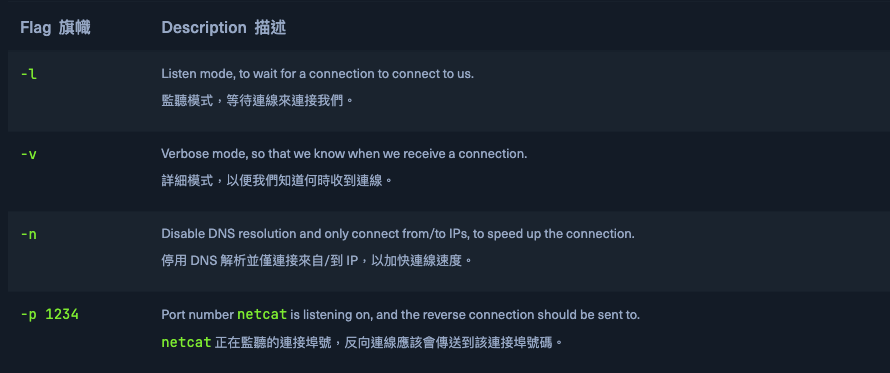 Flag 旗幟 Description 描述
-l Listen mode, to wait for a connection to connect to us.
監聽模式，等待連線來連接我們。
-v Verbose mode, so that we know when we receive a connection.
詳細模式，以便我們知道何時收到連線。
-n Disable DNS resolution and only connect from/to IPs, to speed up the connection.
停用 DNS 解析並僅連接來自/到 IP，以加快連線速度。
-p 1234 Port number netcat is listening on, and the reverse connection should be sent to.
netcat 正在監聽的連接埠號，反向連線應該會傳送到該連接埠號碼。